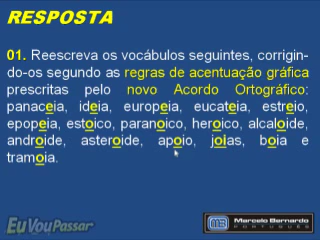 RESPOSTA
01. Reescreva os vocábulos seguintes, corrigin-
do-os segundo as regras de acentuação gráfica
prescritas pelo novo Acordo Ortográfico:
panaceia, ideia, europeia, eucateia, estreio,
epopeia, estoico, paranoico, heroico, alcaloide,
androide, asteroide, apoio, joias, boia e
tramoia.
EuVouPassar
MB
Marcelo Bernardo
PORTUGUÊS